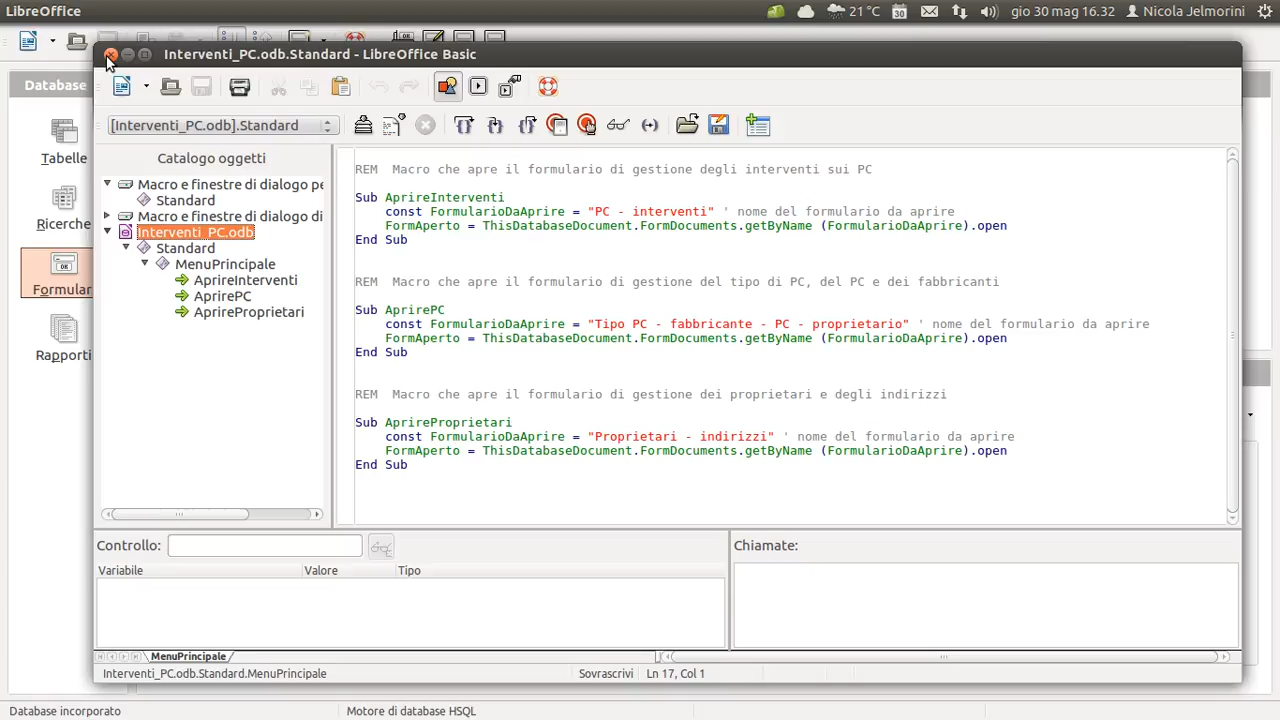 LibreOffice
21 °C
gio 30 mag 16.32
Nicola Jelmorini
Interventi_PC.odb.Standard - LibreOffice Basic
Database
Tabelle
Ricerche
Formular
Rapporti
[Interventi_PC.odb].Standard
Catalogo oggetti
Macro e finestre di dialogo pe
Standard
Macro e finestre di dialogo di
Interventi_PC.odb
Standard
MenuPrincipale
AprireInterventi
AprirePC
AprireProprietari
REM  Macro che apre il formulario di gestione degli interventi sui PC
Sub AprireInterventi
const FormularioDaAprire = "PC - interventi" ' nome del formulario da aprire
FormAperto = ThisDatabaseDocument.FormDocuments.getByName (FormularioDaAprire).open
End Sub
REM  Macro che apre il formulario di gestione del tipo di PC, del PC e dei fabbricanti
Sub AprirePC
const FormularioDaAprire = "Tipo PC - fabbricante - PC - proprietario" ' nome del formulario da aprire
FormAperto = ThisDatabaseDocument.FormDocuments.getByName (FormularioDaAprire).open
End Sub
REM  Macro che apre il formulario di gestione dei proprietari e degli indirizzi
Sub AprireProprietari
const FormularioDaAprire = "Proprietari - indirizzi" ' nome del formulario da aprire
FormAperto = ThisDatabaseDocument.FormDocuments.getByName (FormularioDaAprire).open
End Sub
Controllo:
Chiamate:
Variabile Valore Tipo
MenuPrincipale
Interventi_PC.odb.Standard.MenuPrincipale Sovrascrivi Ln 17, Col 1
Database incorporato Motore di database HSQL